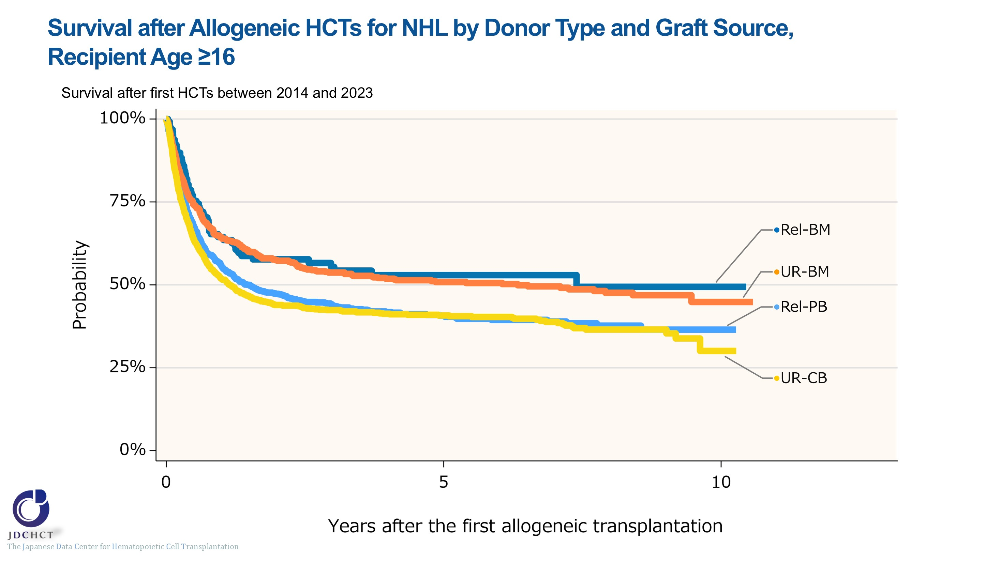 Survival after Allogeneic HCTs for NHL by Donor Type and Graft Source,
Recipient Age ≥16
Survival after first HCTs between 2014 and 2023
100%
75%
50%
25%
0%
Probability
Rel-BM
UR-BM
Rel-PB
UR-CB
0
5
10
Years after the first allogeneic transplantation
JDCHCT
The Japanese Data Center for Hematopoietic Cell Transplantation